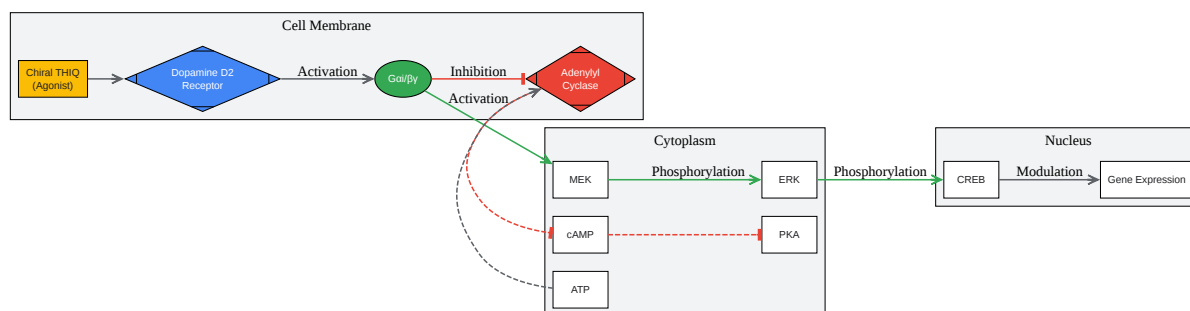 Cell Membrane
Chiral THIQ
(Agonist)
Dopamine D2
Receptor
Activation
Gαi/βγ
Inhibition
Adenylyl
Cyclase
Activation
Cytoplasm
MEK
Phosphorylation
ERK
Phosphorylation
cAMP
PKA
ATP
Nucleus
CREB
Modulation
Gene Expression